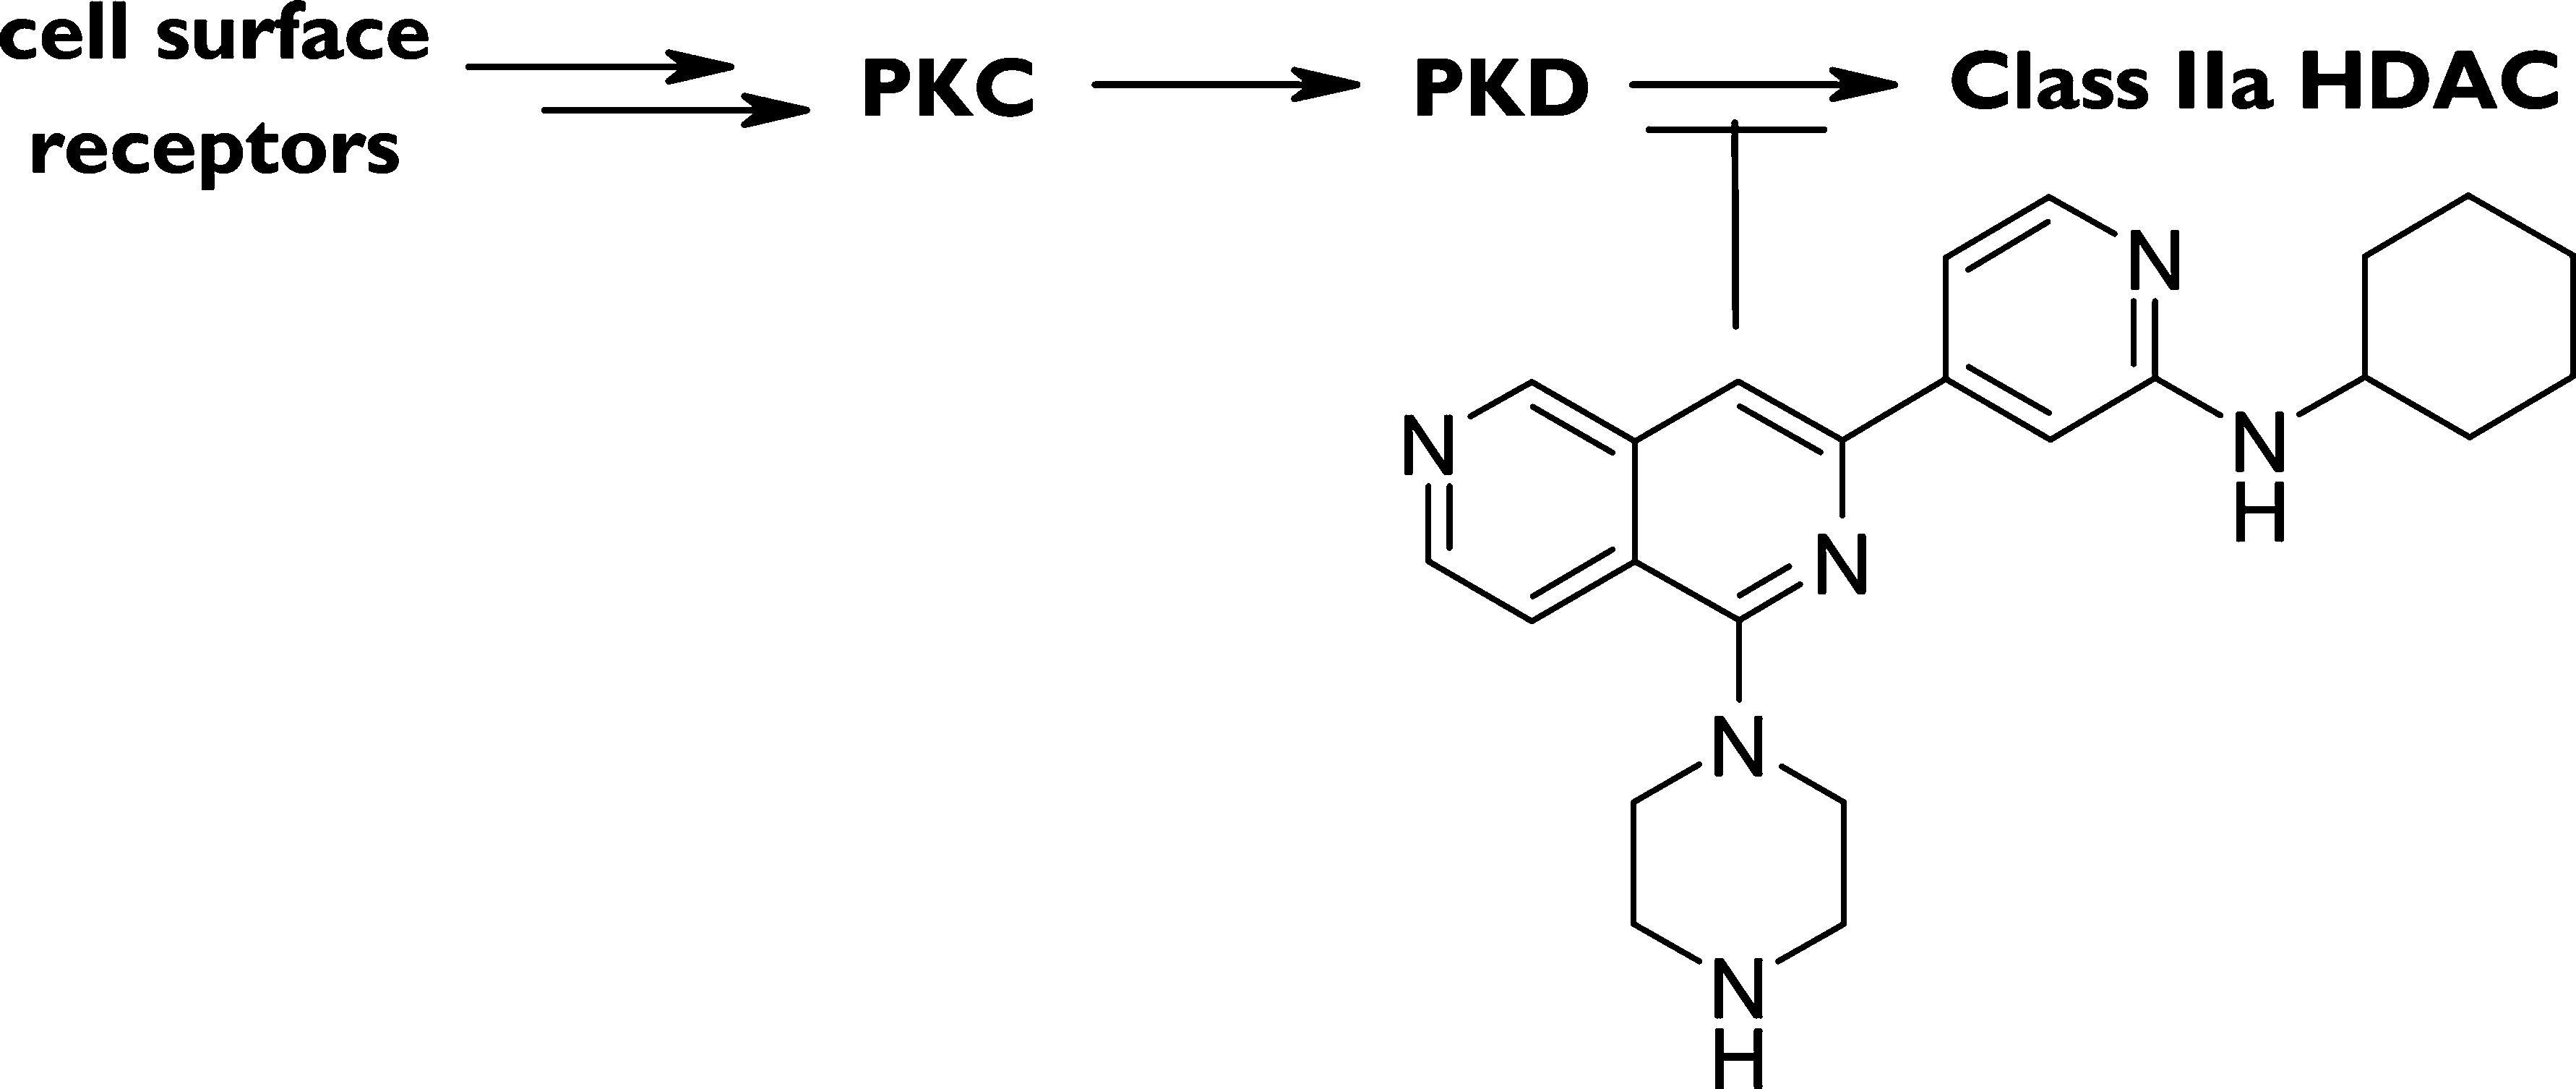 cell surface
receptors
PKC
PKD
Class IIa HDAC
N
N
N
N
H
N
N
H